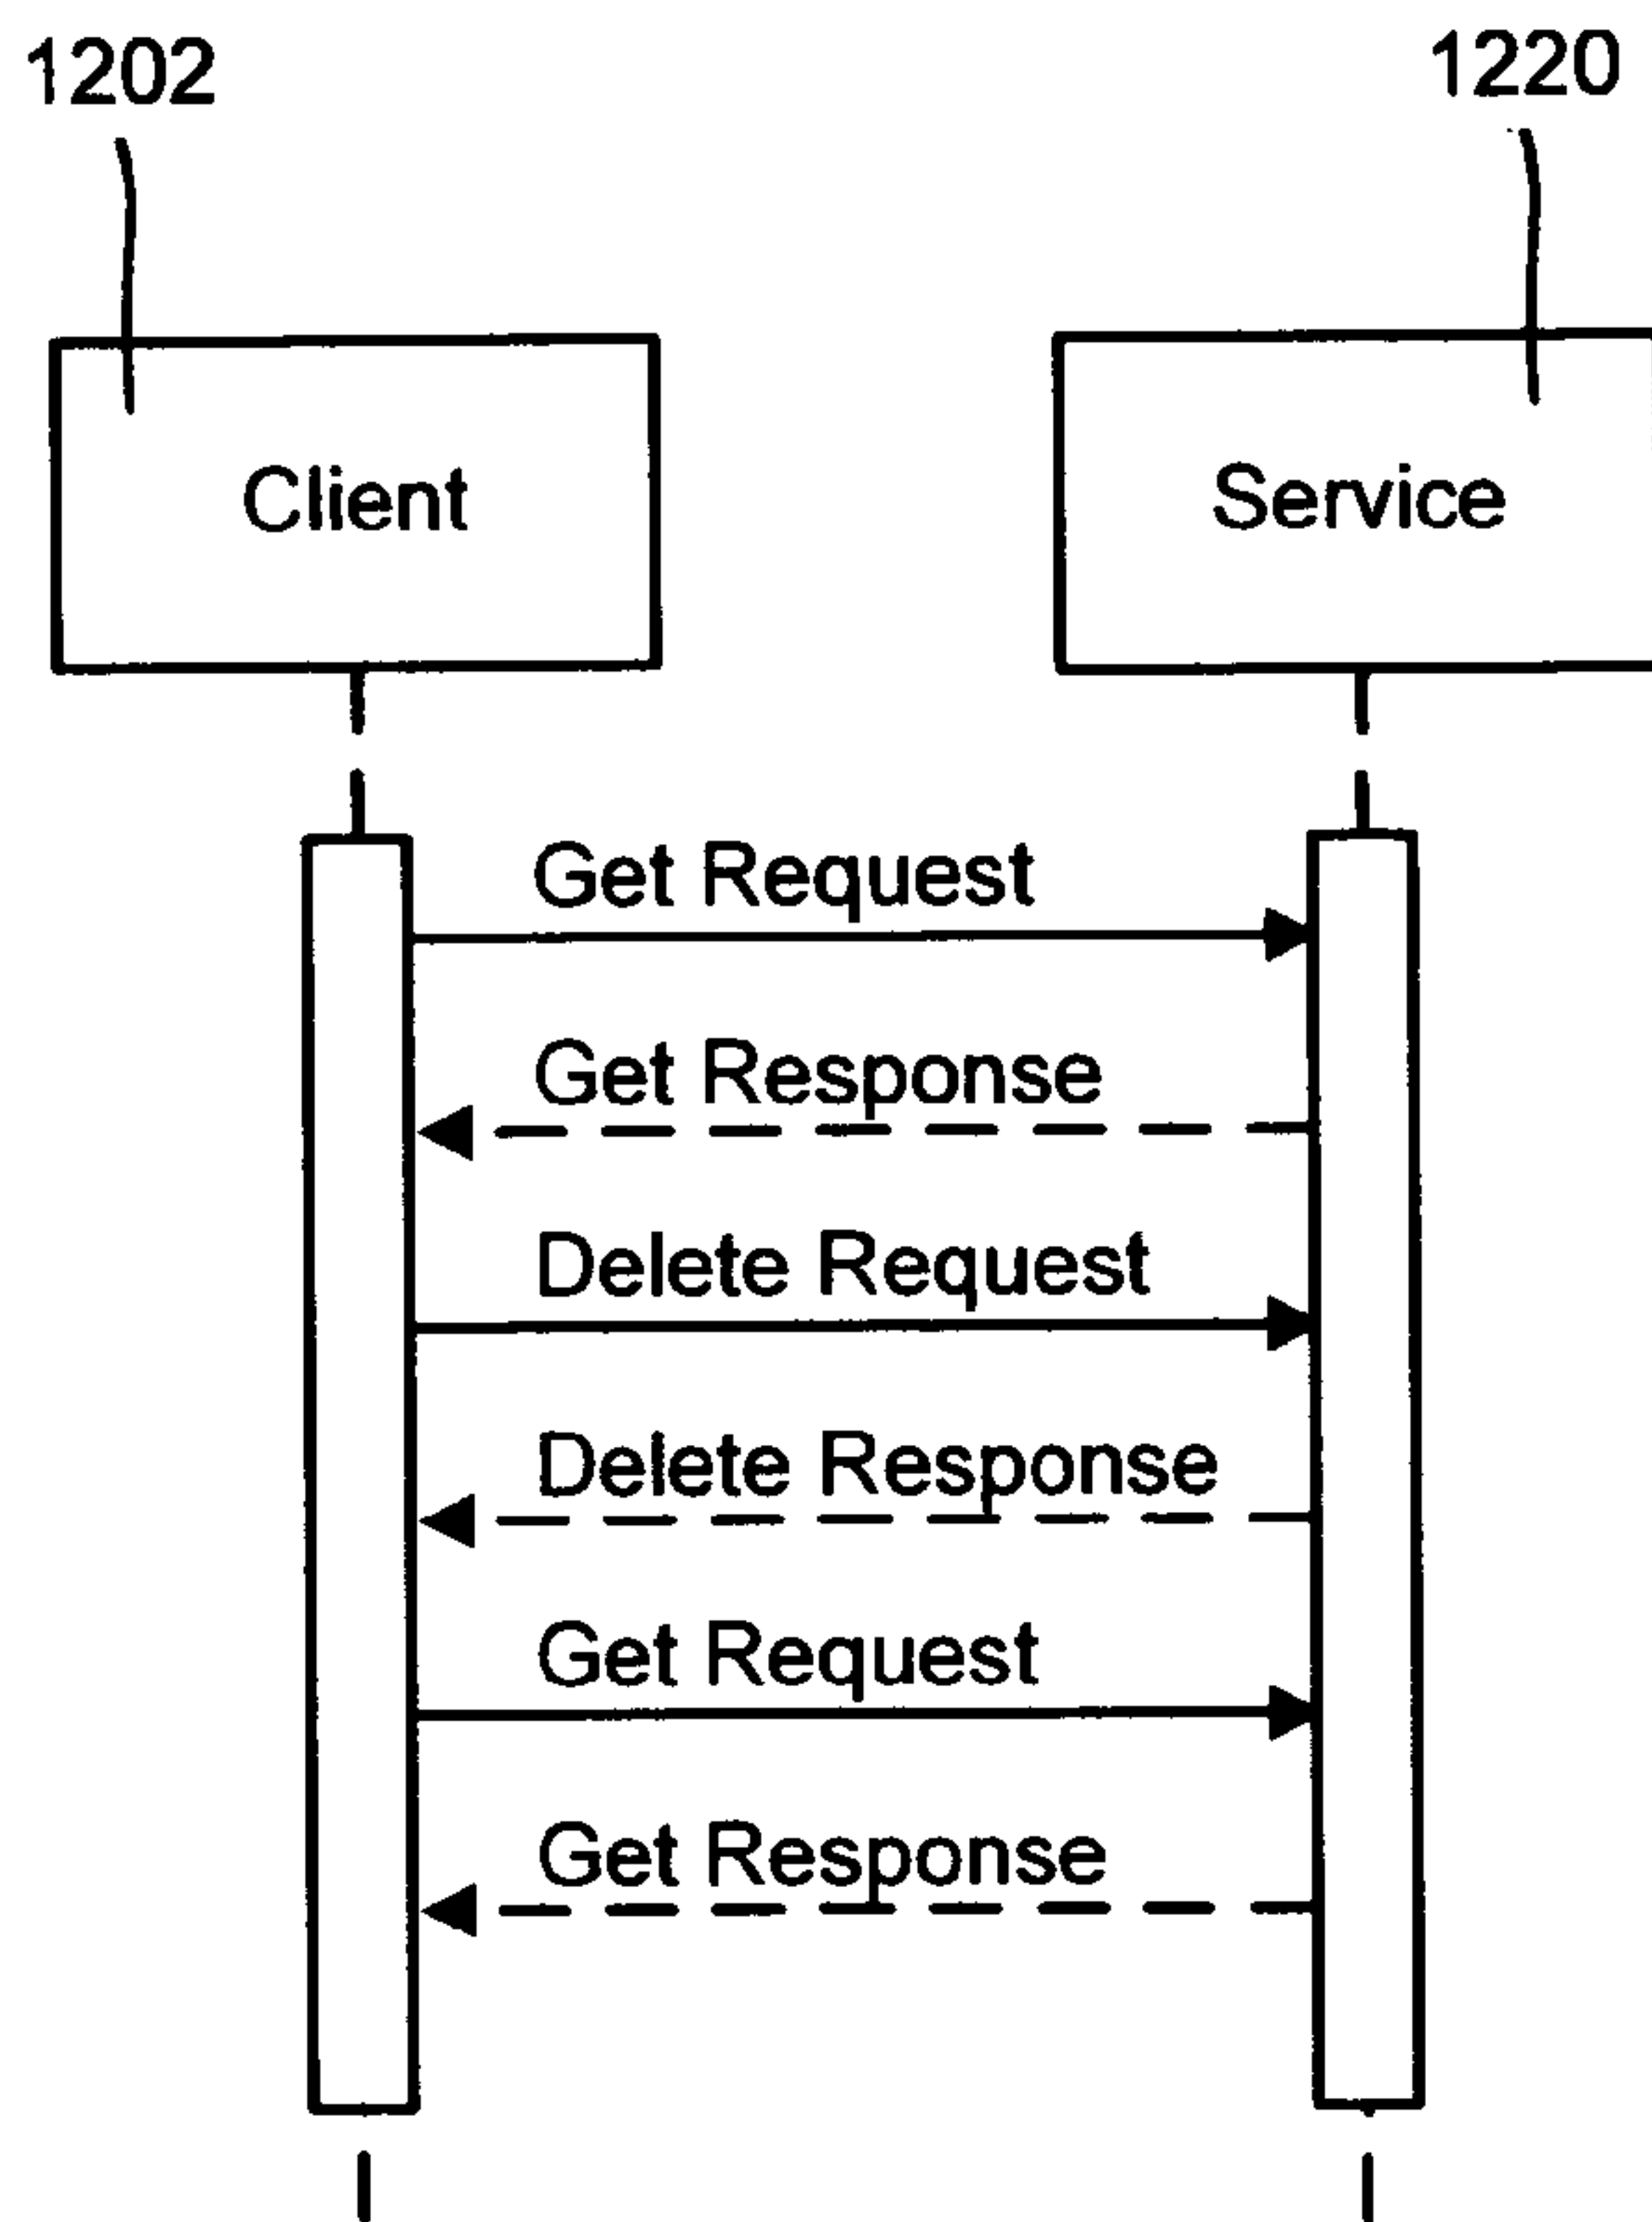 1202
1220
Client
Service
Get Request
Get Response
Delete Request
Delete Response
Get Request
Get Response